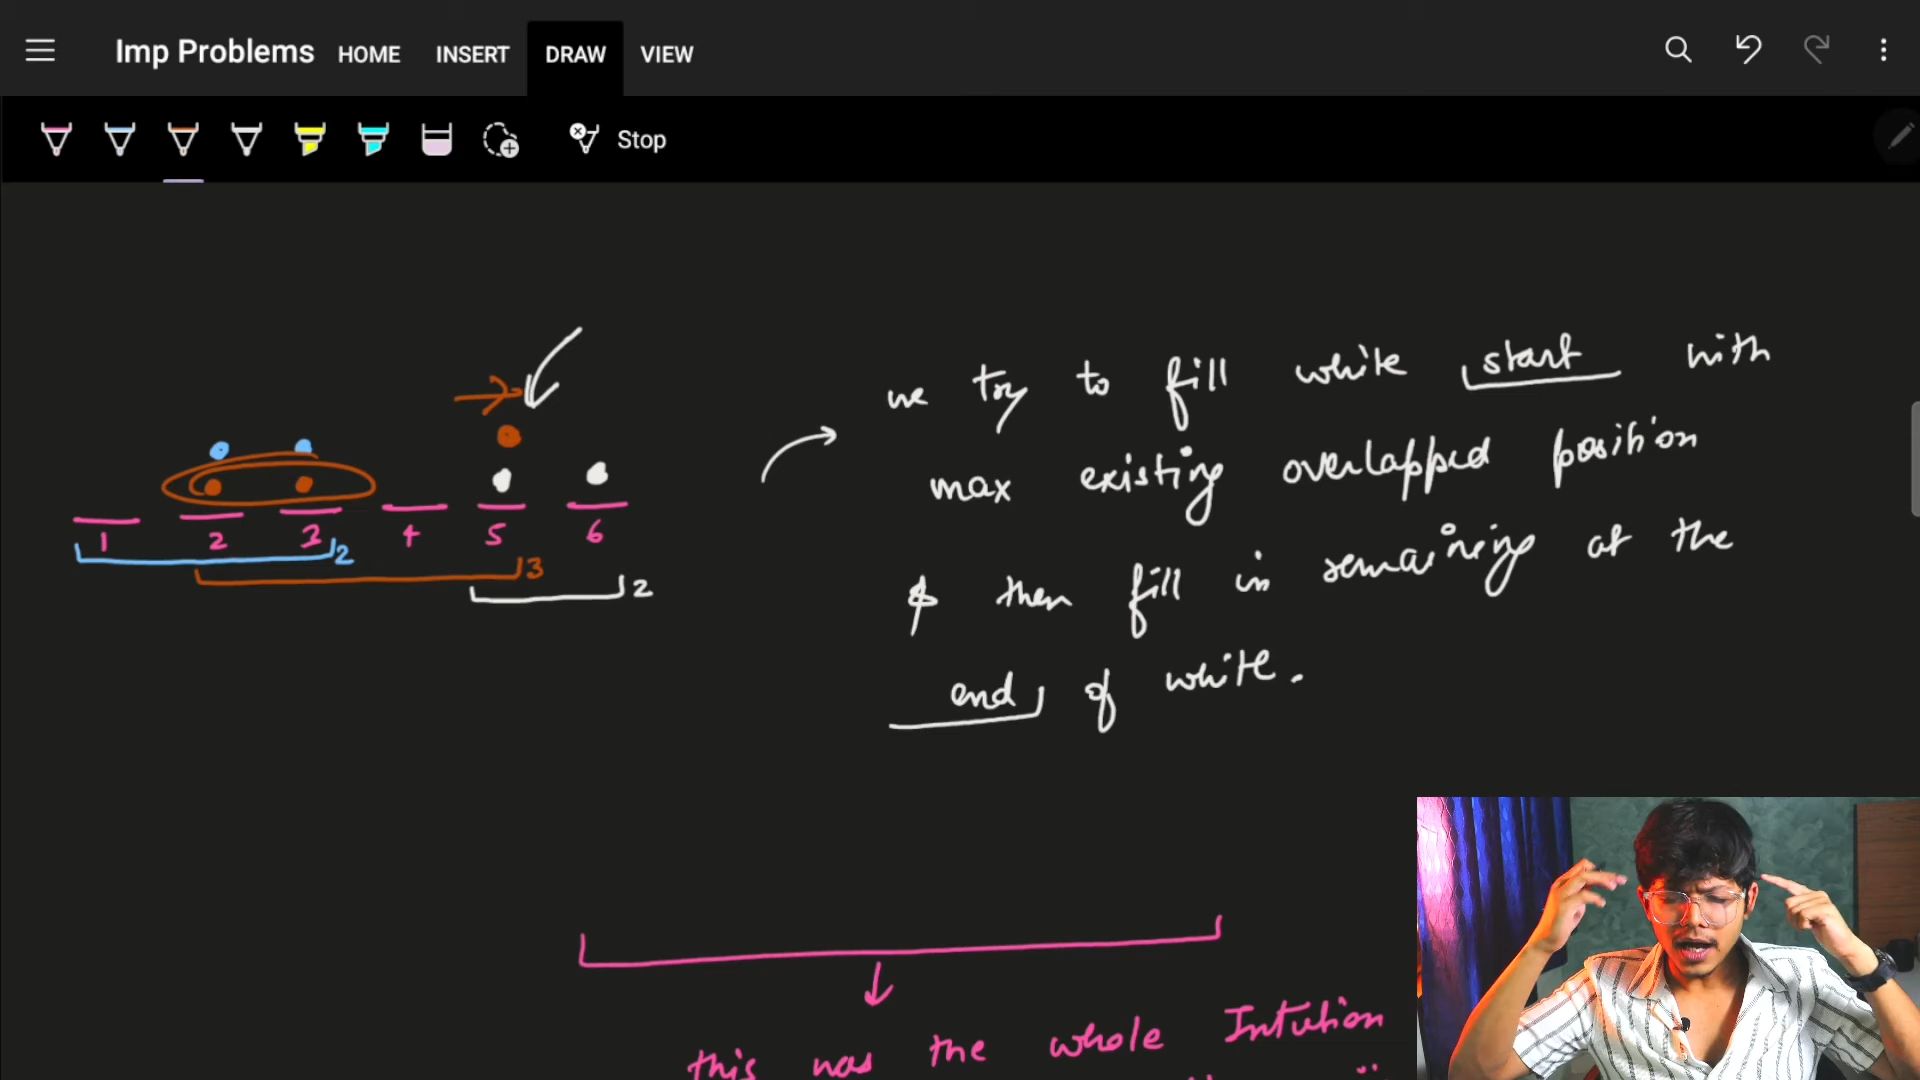 Imp Problems HOME INSERT DRAW VIEW
Stop
we try to fill white start with
max existing overlapped position
& then fill in remaining at the
end of white.
1 2 3 4 5 6
2
3
2
this was the whole Intution